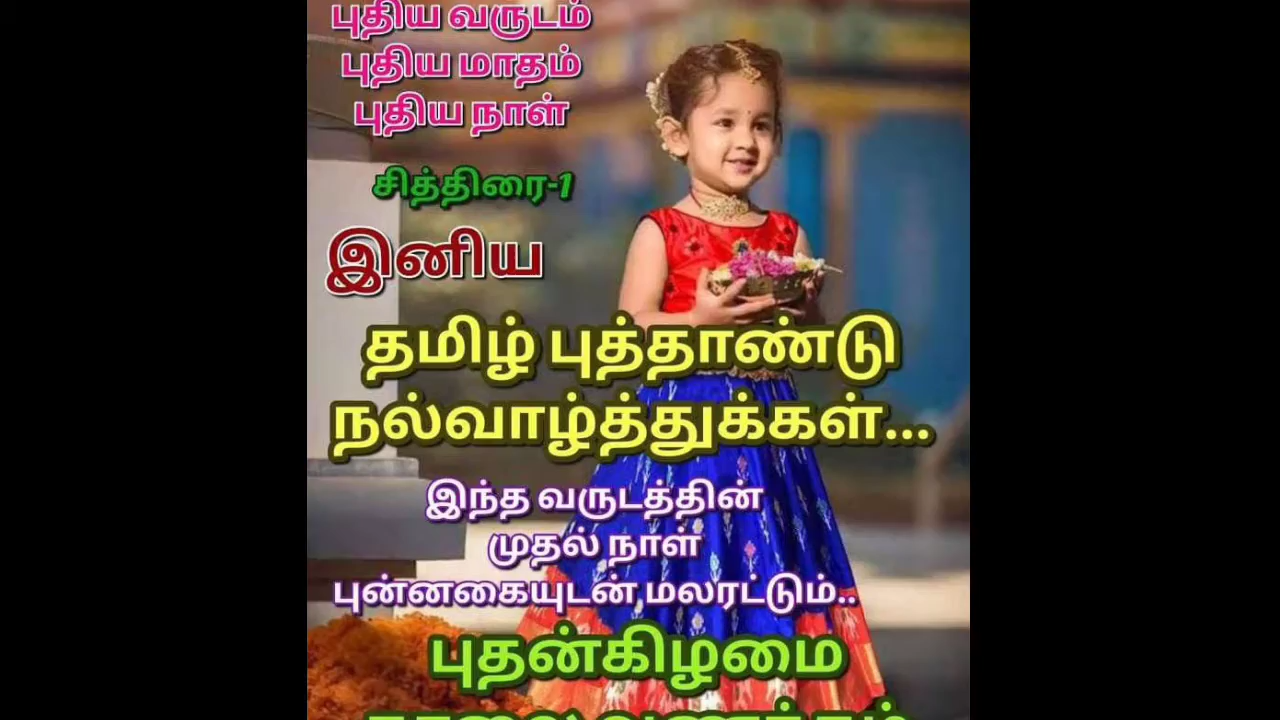 புதிய வருடம்
புதிய மாதம்
புதிய நாள்
சித்திரை-1
இனிய
தமிழ் புத்தாண்டு
நல்வாழ்த்துக்கள்...
இந்த வருடத்தின்
முதல் நாள்
புன்னகையுடன் மலரட்டும்..
புதன்கிழமை